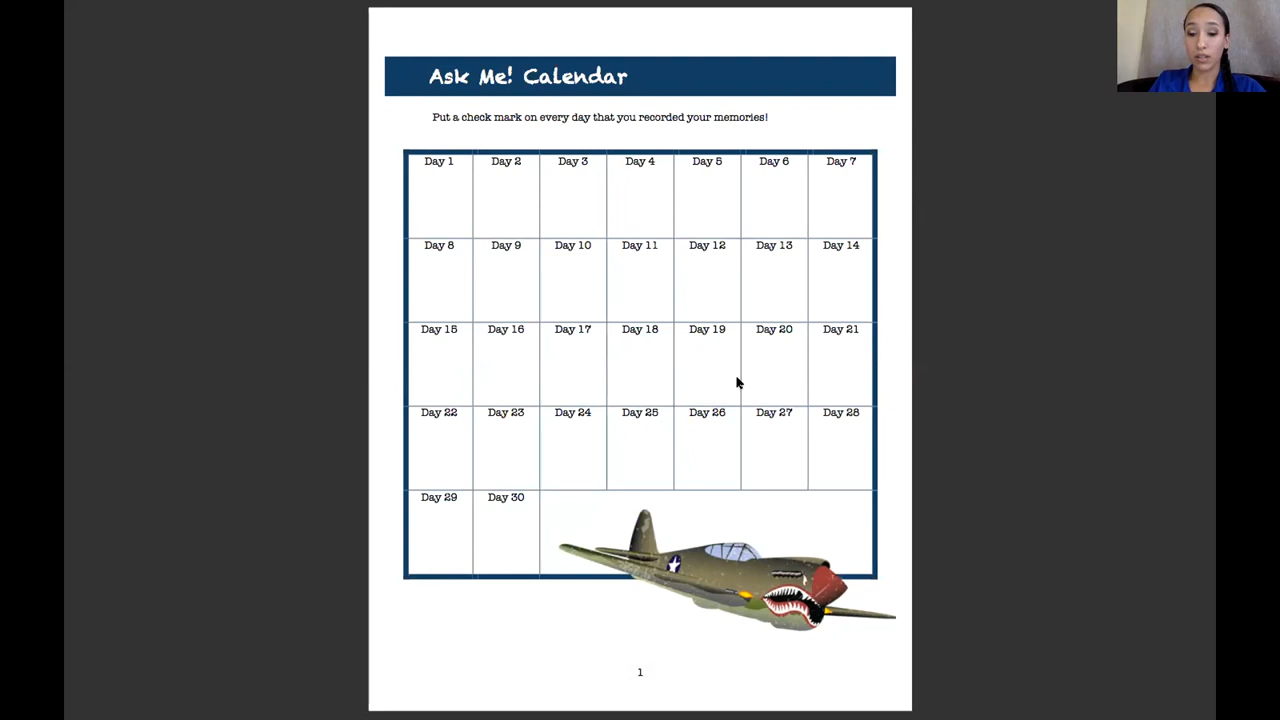 Ask Me! Calendar
Put a check mark on every day that you recorded your memories!
Day 1 Day 2 Day 3 Day 4 Day 5 Day 6 Day 7
Day 8 Day 9 Day 10 Day 11 Day 12 Day 13 Day 14
Day 15 Day 16 Day 17 Day 18 Day 19 Day 20 Day 21
Day 22 Day 23 Day 24 Day 25 Day 26 Day 27 Day 28
Day 29 Day 30
1